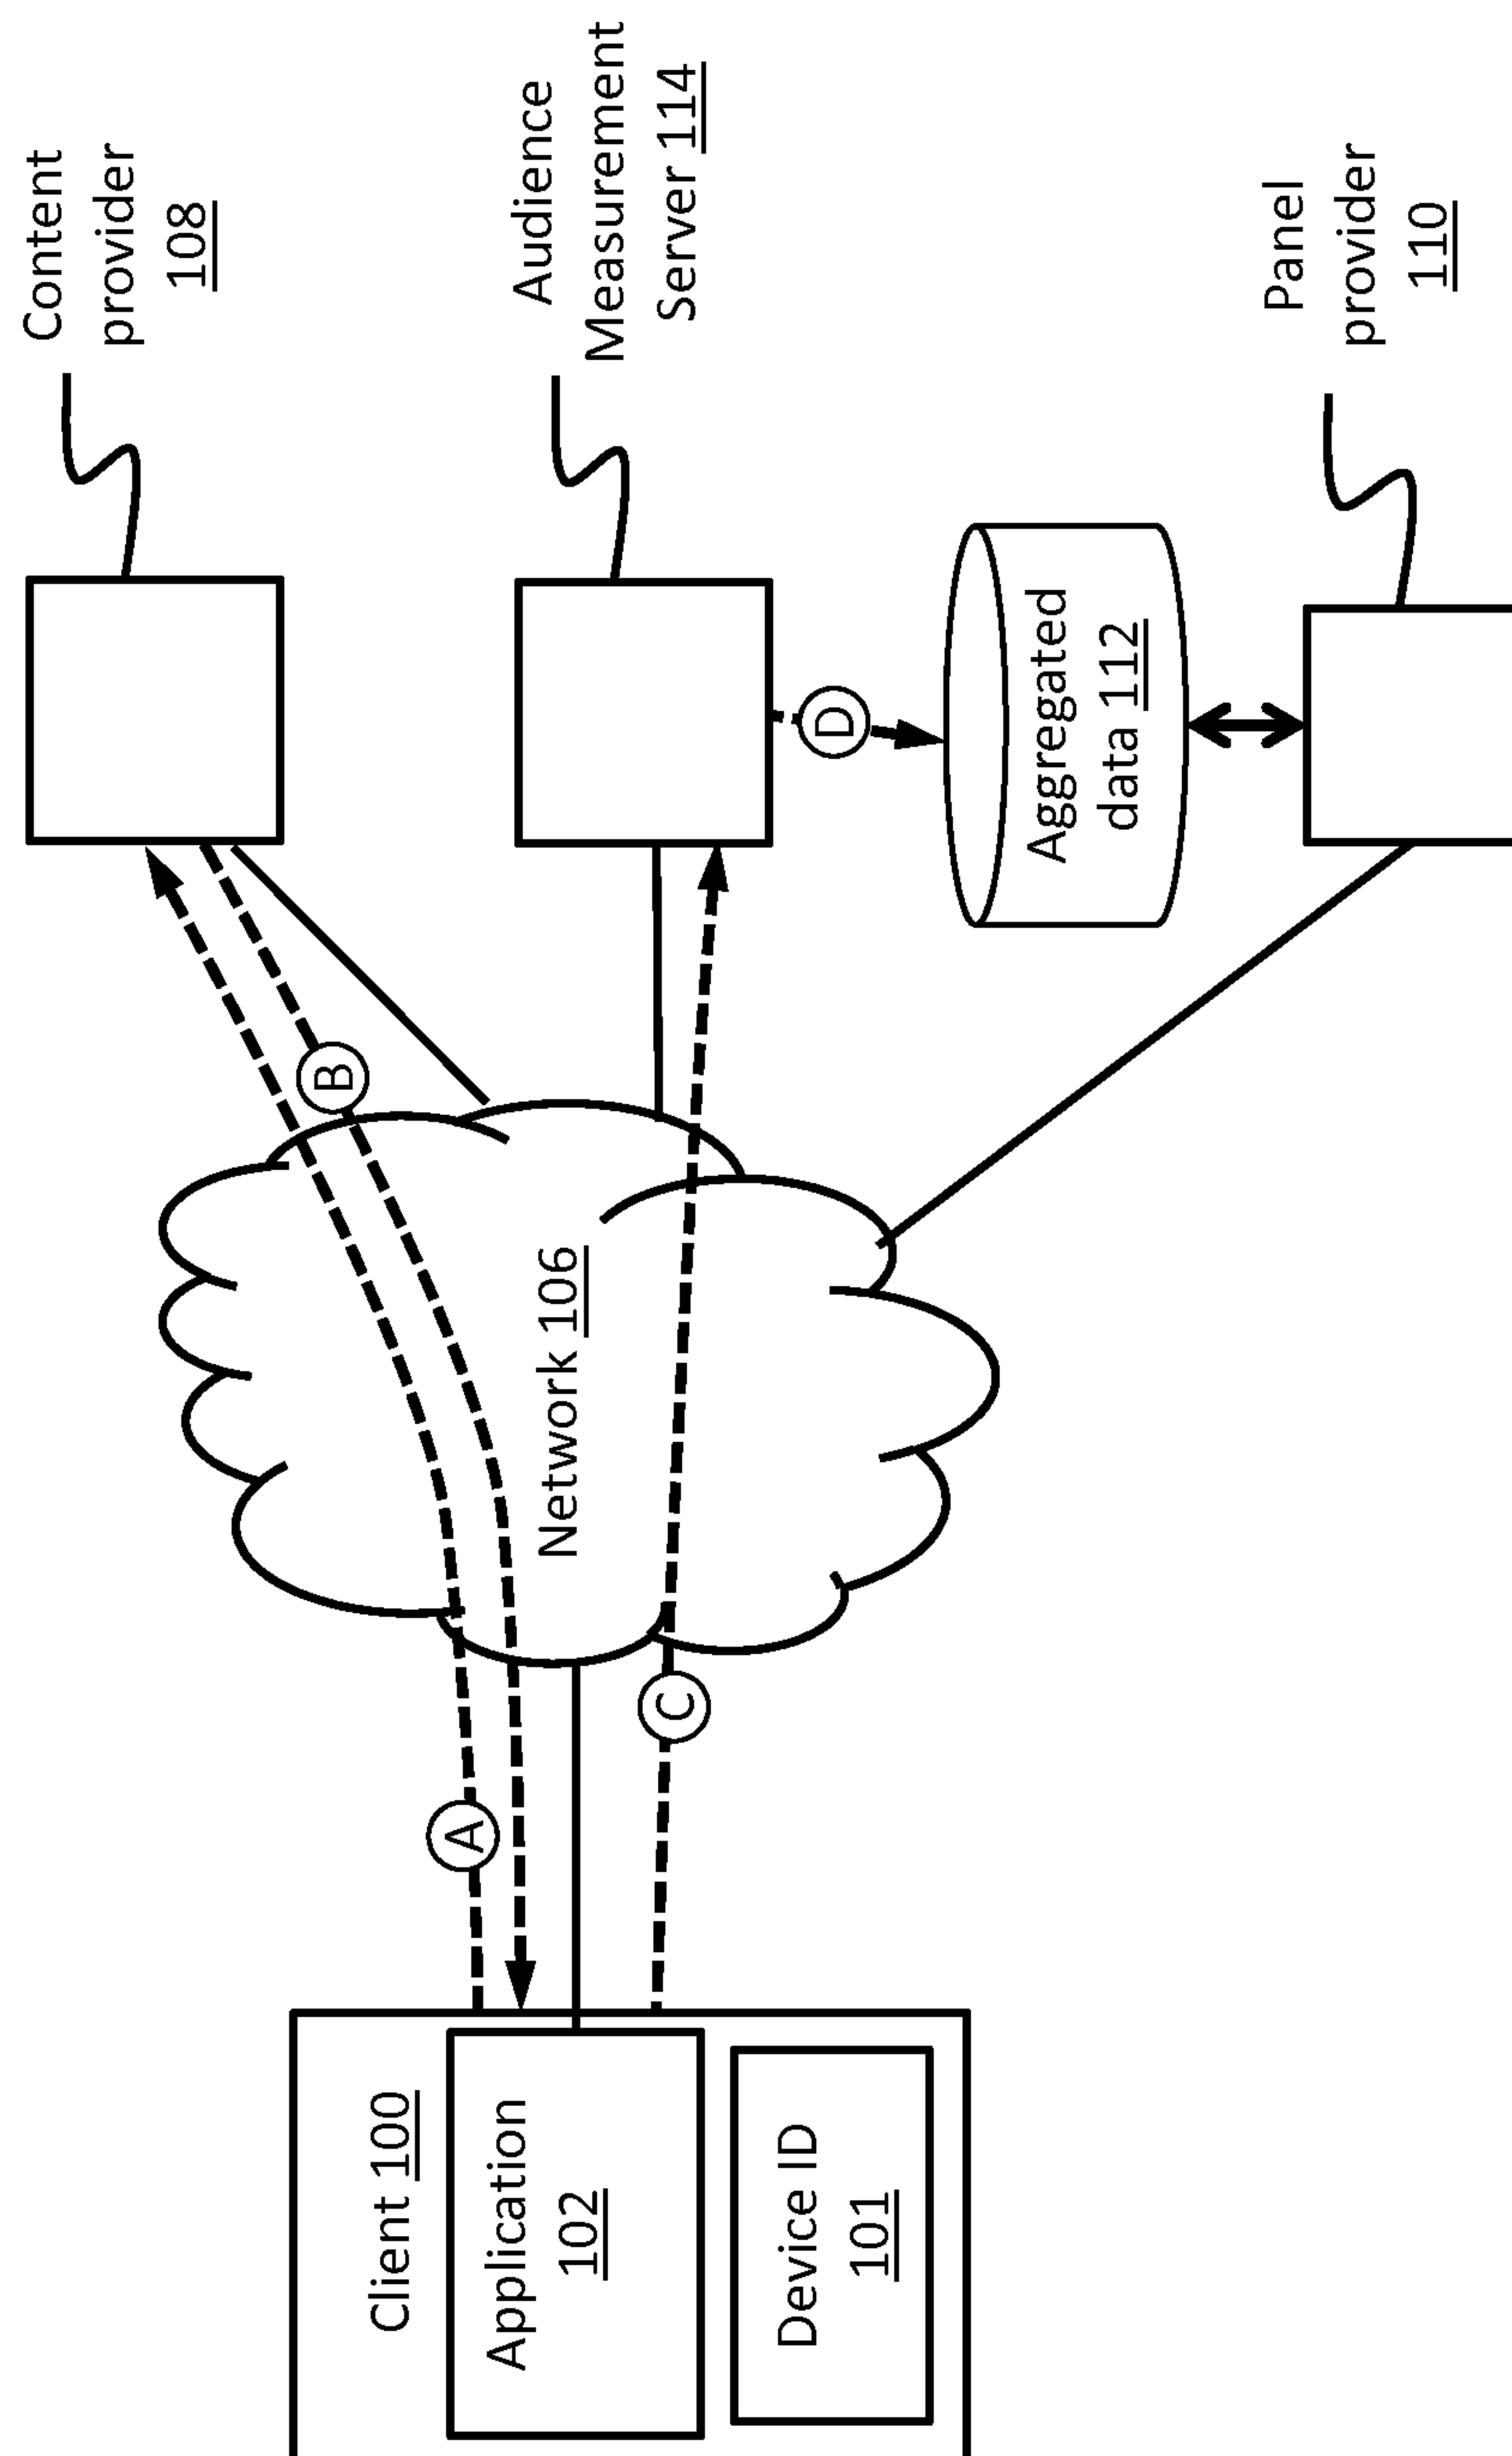 Client 100
Application
102
Device ID
101
A
B
C
Network 106
Content
provider
108
Audience
Measurement
Server 114
D
Aggregated
data 112
Panel
provider
110